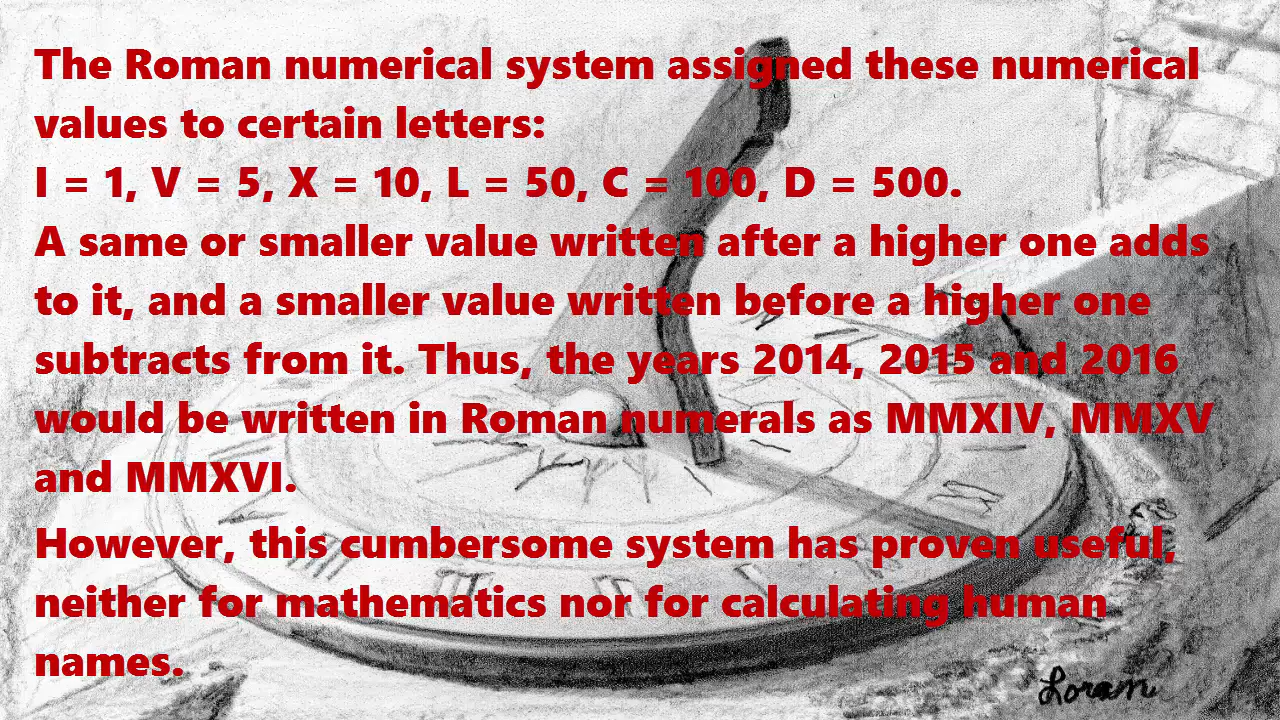 The Roman numerical system assigned these numerical
values to certain letters:
I = 1, V = 5, X = 10, L = 50, C = 100, D = 500.
A same or smaller value written after a higher one adds
to it, and a smaller value written before a higher one
subtracts from it. Thus, the years 2014, 2015 and 2016
would be written in Roman numerals as MMXIV, MMXV
and MMXVI.
However, this cumbersome system has proven useful,
neither for mathematics nor for calculating human
names.
Loram